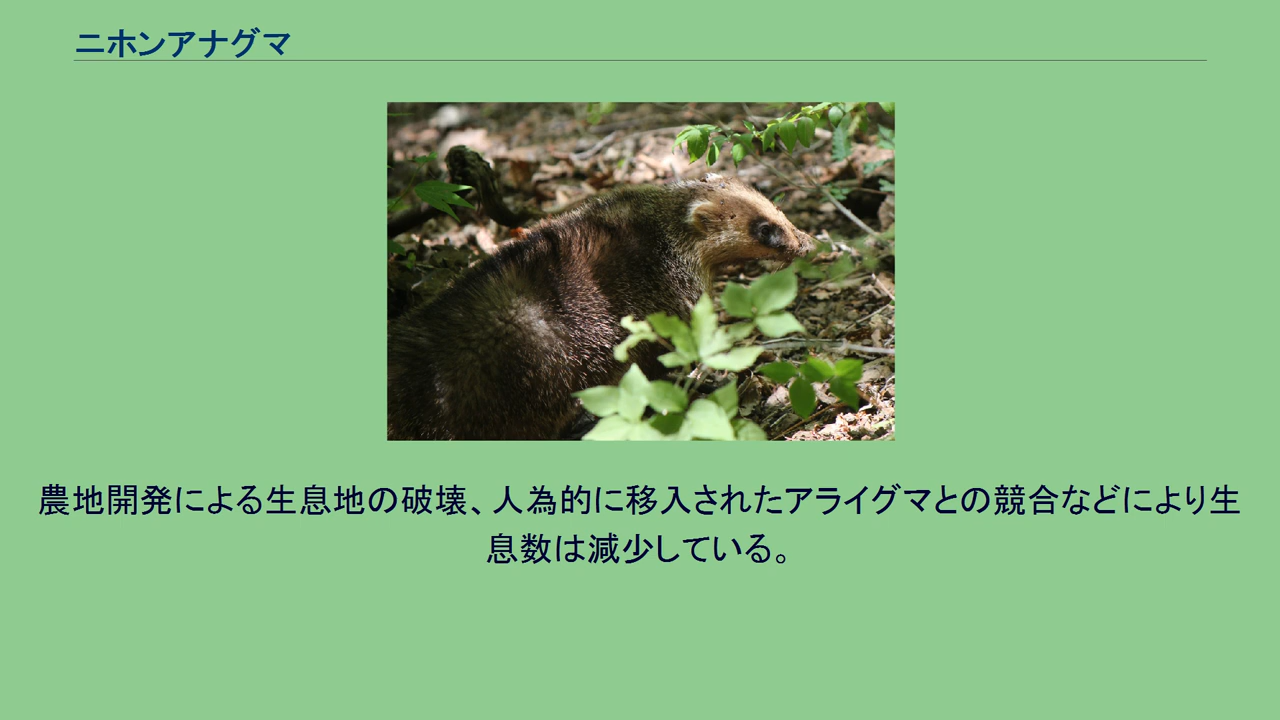 ニホンアナグマ
農地開発による生息地の破壊、人為的に移入されたアライグマとの競合などにより生
息数は減少している。